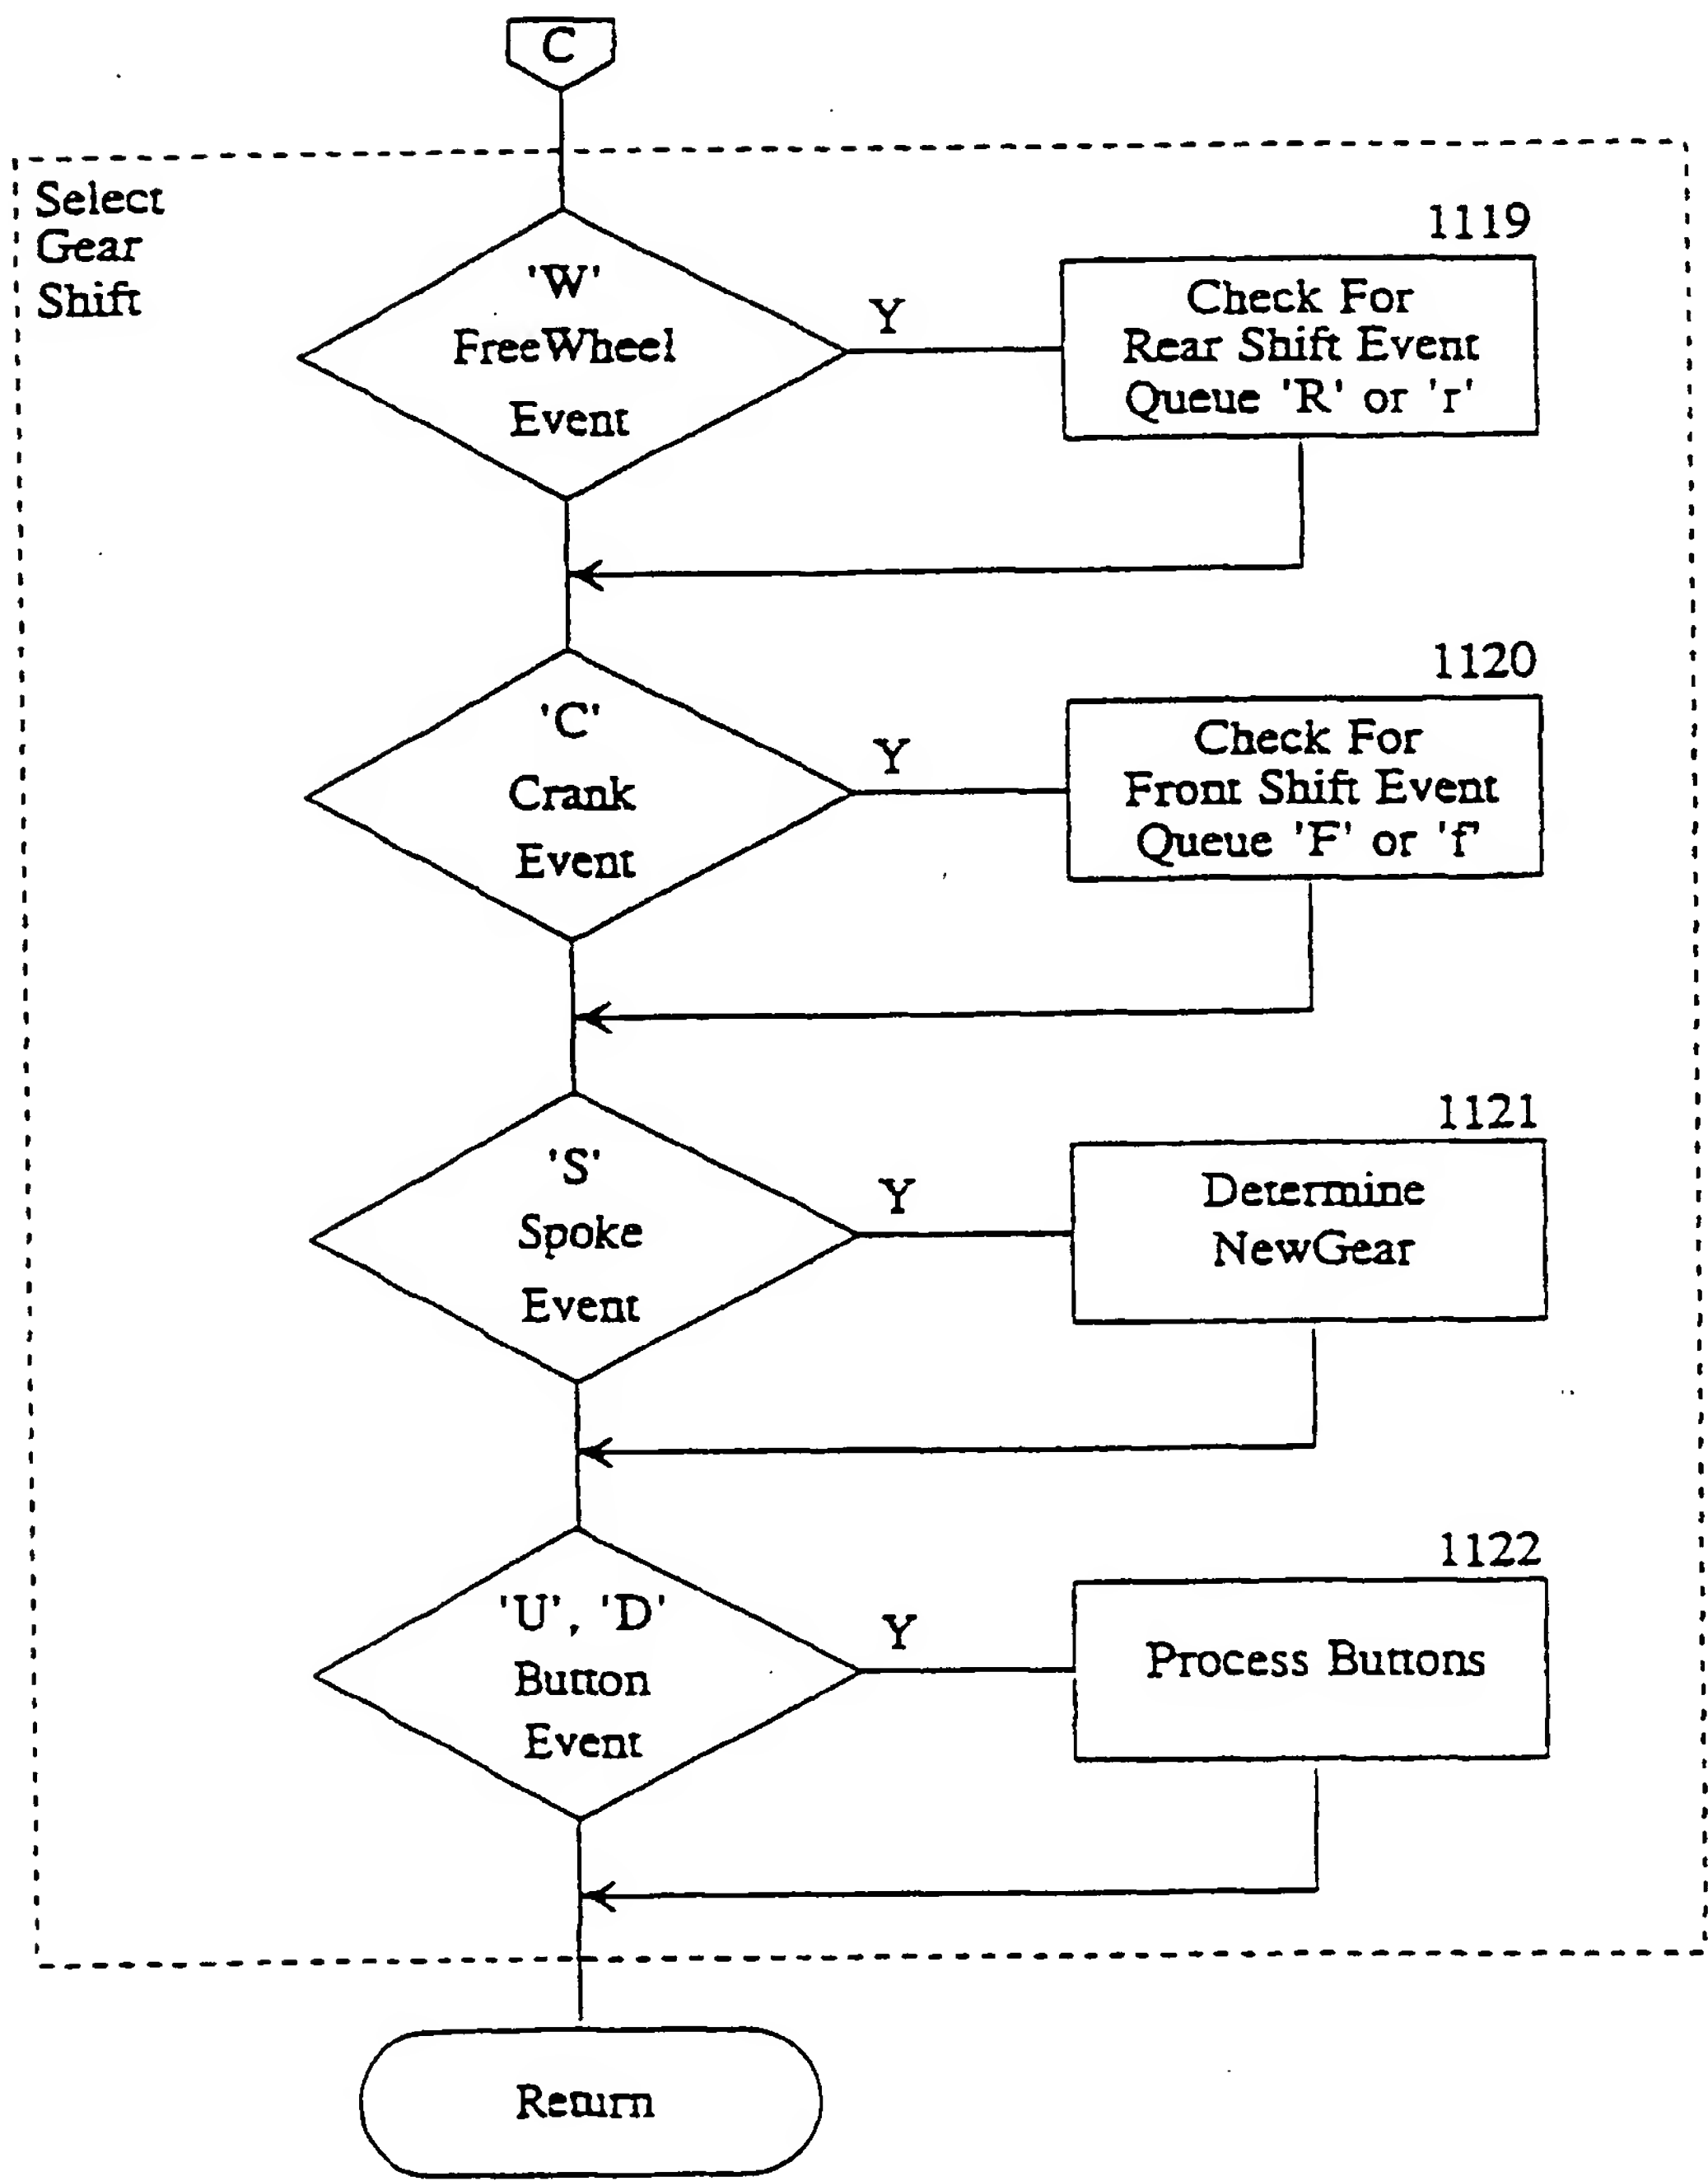 C
Select
Gear
Shift
'W'
FreeWheel
Event
Y
1119
Check For
Rear Shift Event
Queue 'R' or 'r'
'C'
Crank
Event
Y
1120
Check For
Front Shift Event
Queue 'F' or 'f'
'S'
Spoke
Event
Y
1121
Determine
NewGear
'U', 'D'
Button
Event
Y
1122
Process Buttons
Return